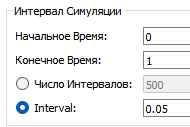 Интервал Симуляции
Начальное Время: 0
Конечное Время: 1
Число Интервалов: 500
Interval: 0.05